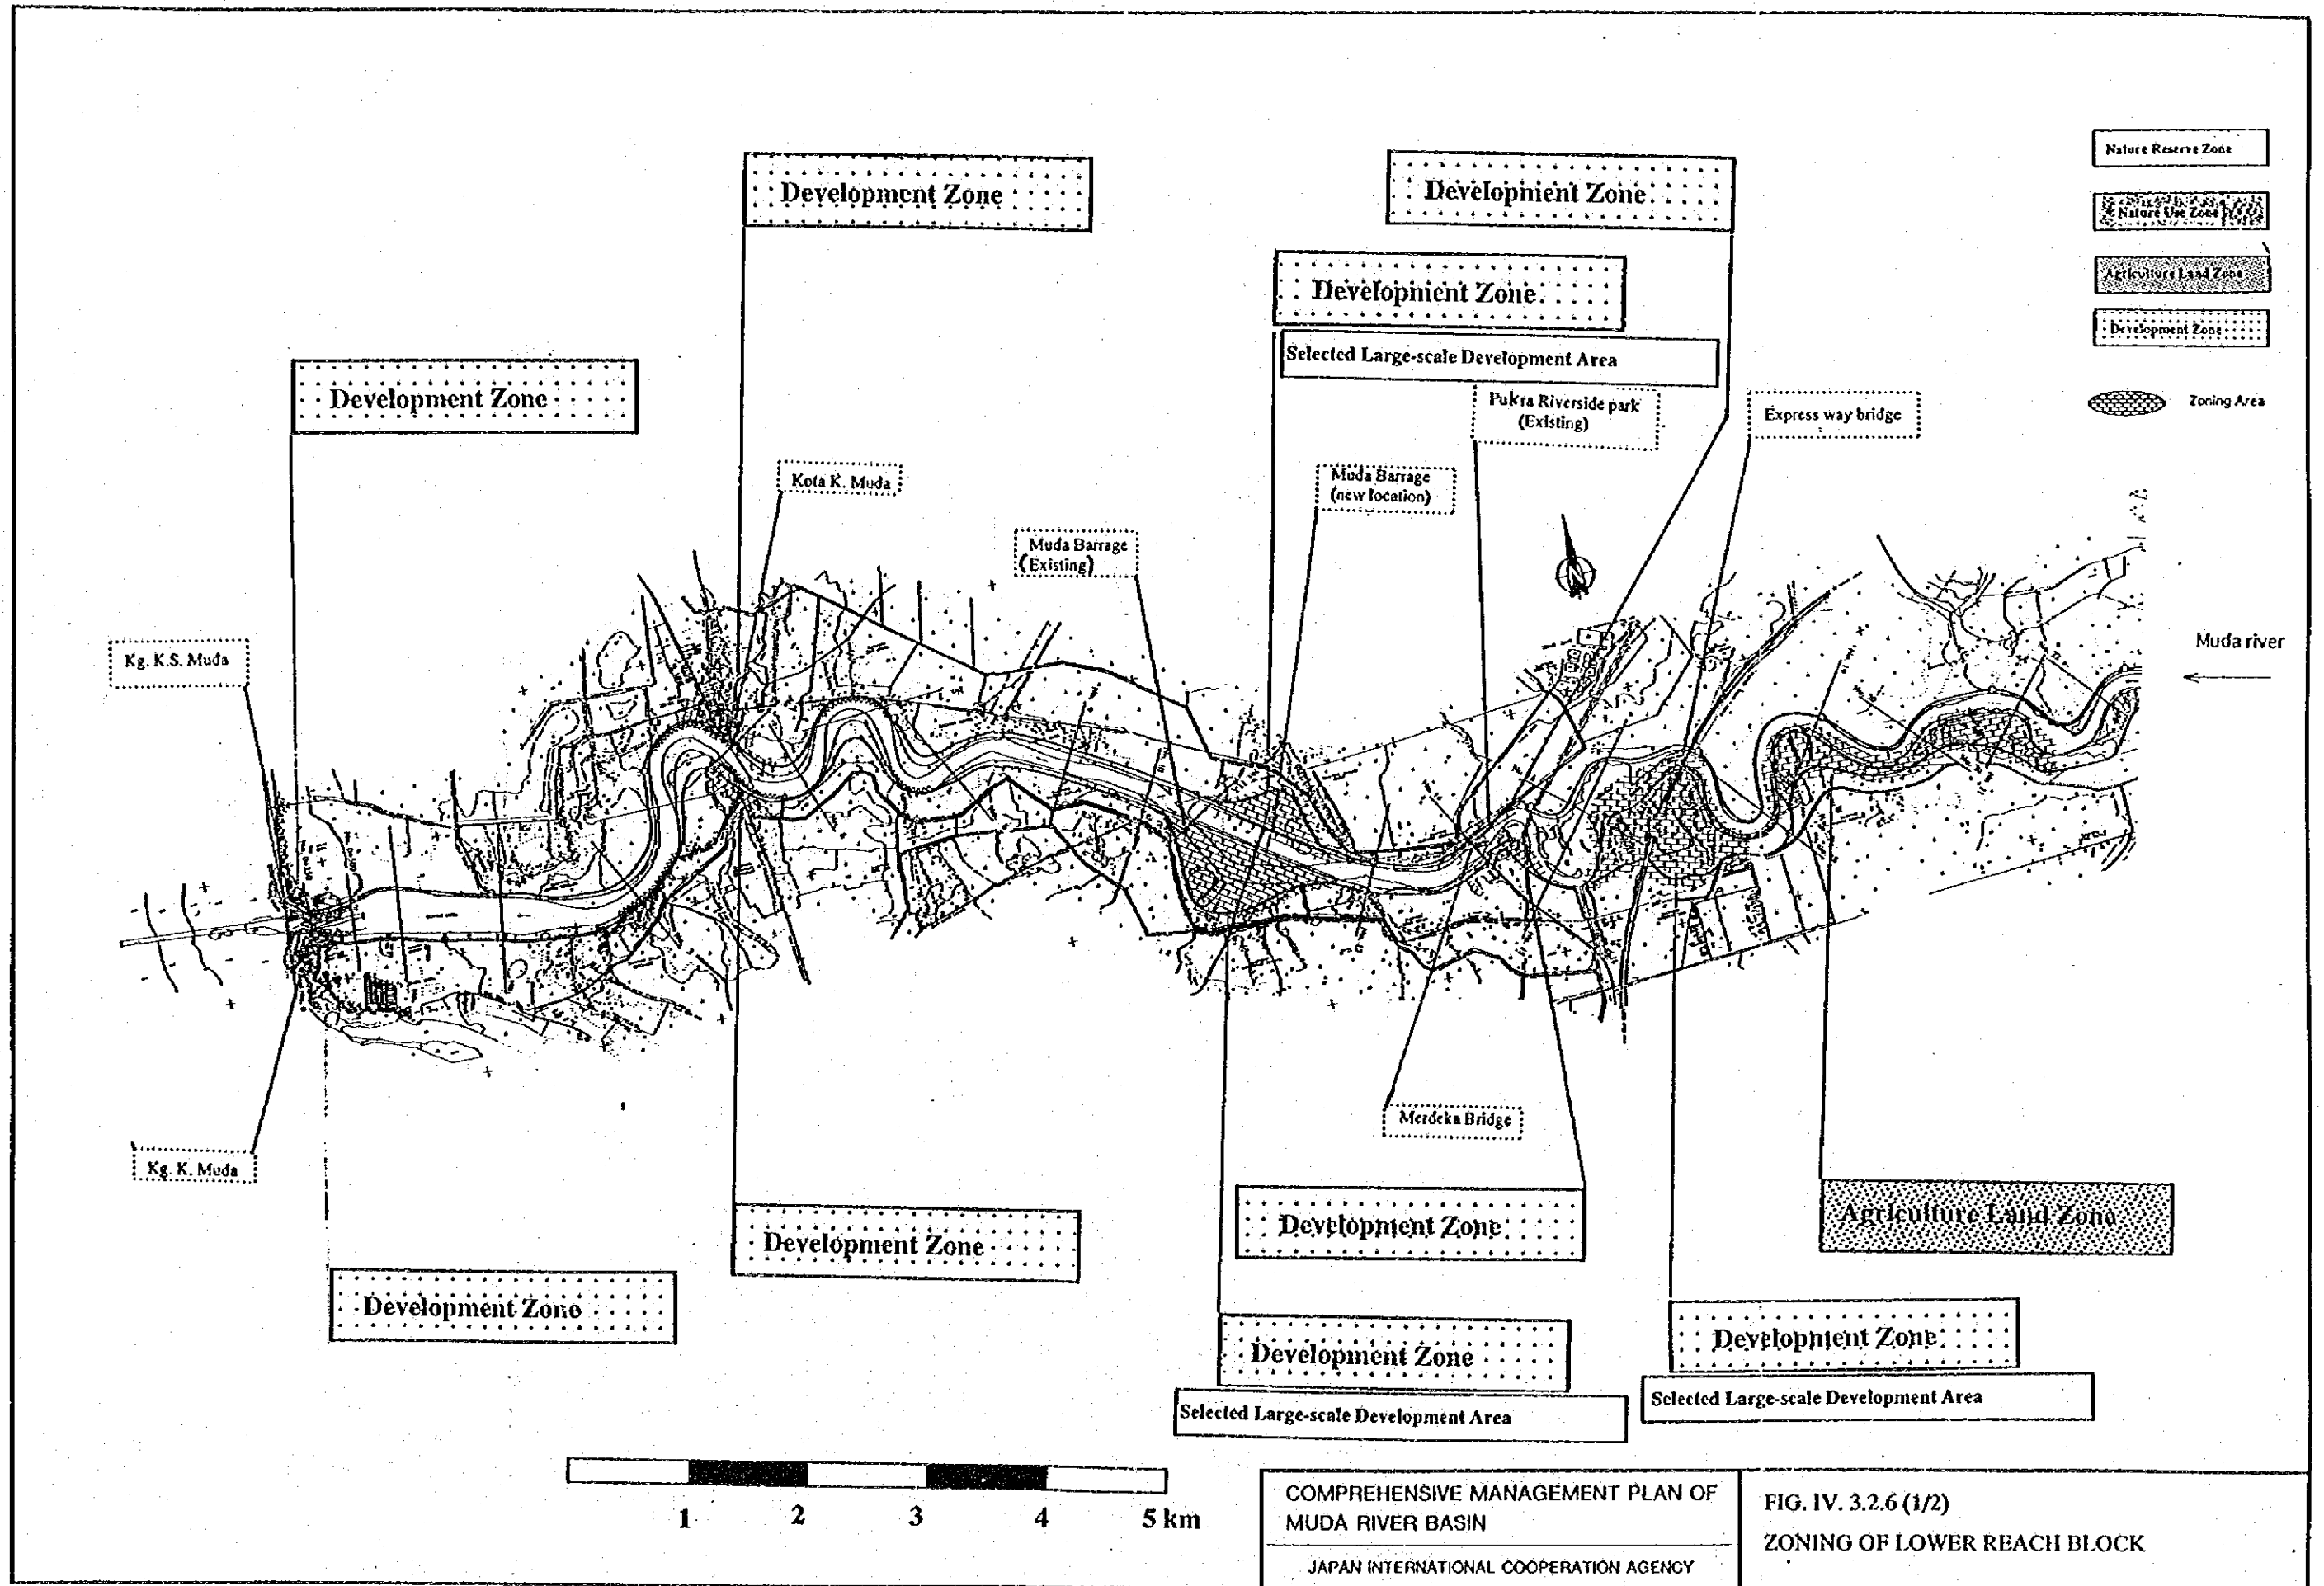 Development Zone
Development Zone
Nature Reserve Zone
Nature Use Zone
Agriculture Land Zone
Development Zone
Zoning Area
Development Zone
Selected Large-scale Development Area
Development Zone
Pukra Riverside park
(Existing)
Express way bridge
Kota K. Muda
Muda Barrage
(new location)
Muda Barrage
(Existing)
N
Kg. K.S. Muda
Muda river
Merdeka Bridge
Kg. K. Muda
Development Zone
Agriculture Land Zone
Development Zone
Development Zone
Development Zone
Development Zone
Selected Large-scale Development Area
Selected Large-scale Development Area
1 2 3 4 5 km
COMPREHENSIVE MANAGEMENT PLAN OF
MUDA RIVER BASIN
JAPAN INTERNATIONAL COOPERATION AGENCY
FIG. IV. 3.2.6 (1/2)
ZONING OF LOWER REACH BLOCK